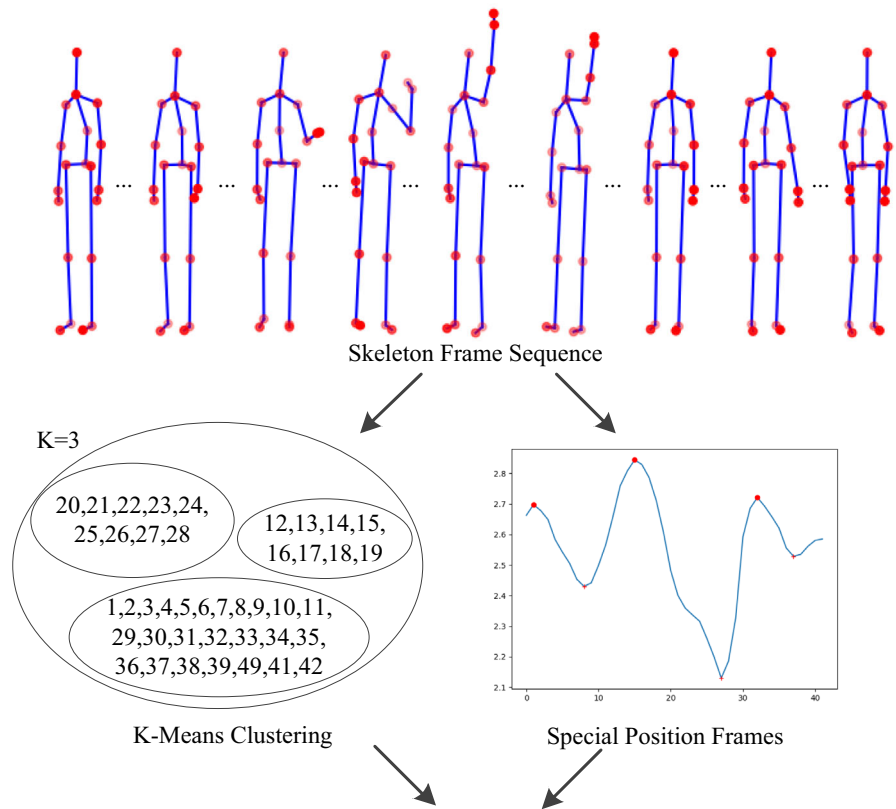 ... ... ... ... ... ... ... ...
Skeleton Frame Sequence
K=3
20,21,22,23,24,
25,26,27,28
12,13,14,15,
16,17,18,19
1,2,3,4,5,6,7,8,9,10,11,
29,30,31,32,33,34,35,
36,37,38,39,49,41,42
K-Means Clustering
2.8
2.7
2.6
2.5
2.4
2.3
2.2
2.1
0 10 20 30 40
Special Position Frames